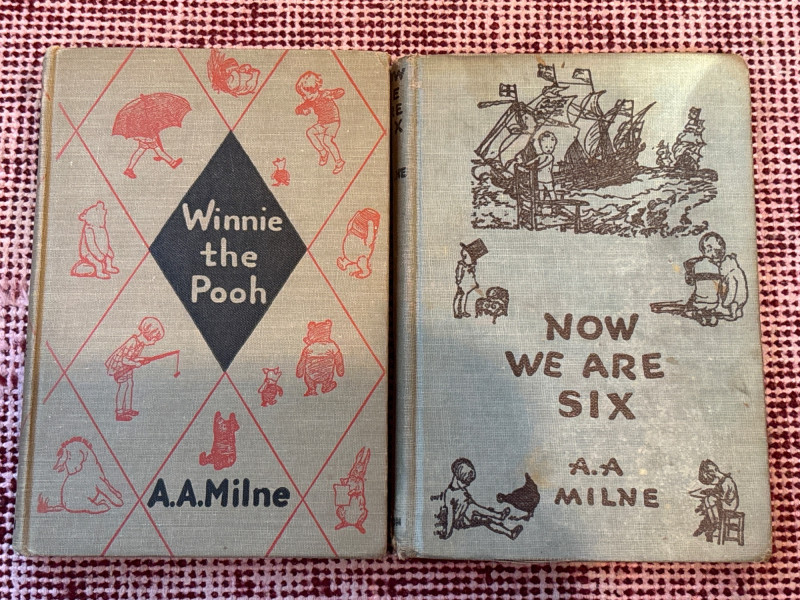 Winnie
the
Pooh
A.A.Milne
NOW
WE ARE
SIX
A.A
MILNE